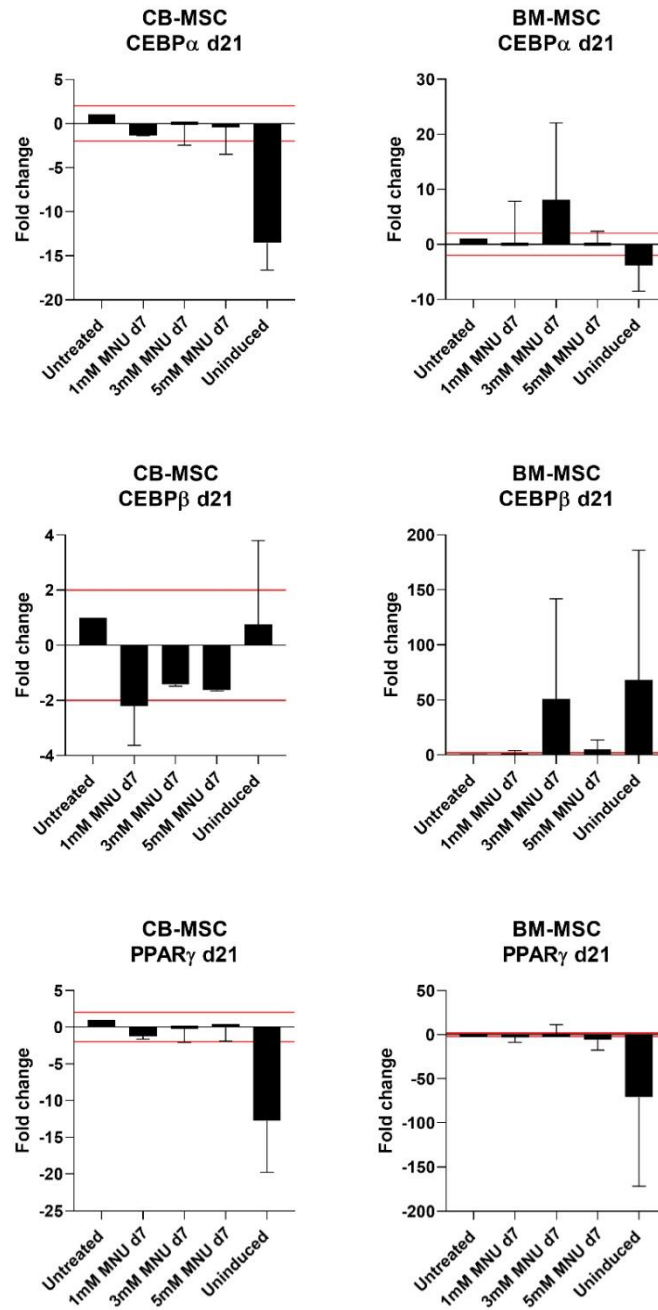 CB-MSC
CEBPα d21
Fold change
5
0
-5
-10
-15
-20
Untreated
1mM MNU d7
3mM MNU d7
5mM MNU d7
Uninduced
BM-MSC
CEBPα d21
Fold change
30
20
10
0
-10
Untreated
1mM MNU d7
3mM MNU d7
5mM MNU d7
Uninduced
CB-MSC
CEBPβ d21
Fold change
4
2
0
-2
-4
Untreated
1mM MNU d7
3mM MNU d7
5mM MNU d7
Uninduced
BM-MSC
CEBPβ d21
Fold change
200
150
100
50
0
Untreated
1mM MNU d7
3mM MNU d7
5mM MNU d7
Uninduced
CB-MSC
PPARγ d21
Fold change
5
0
-5
-10
-15
-20
-25
Untreated
1mM MNU d7
3mM MNU d7
5mM MNU d7
Uninduced
BM-MSC
PPARγ d21
Fold change
50
0
-50
-100
-150
-200
Untreated
1mM MNU d7
3mM MNU d7
5mM MNU d7
Uninduced